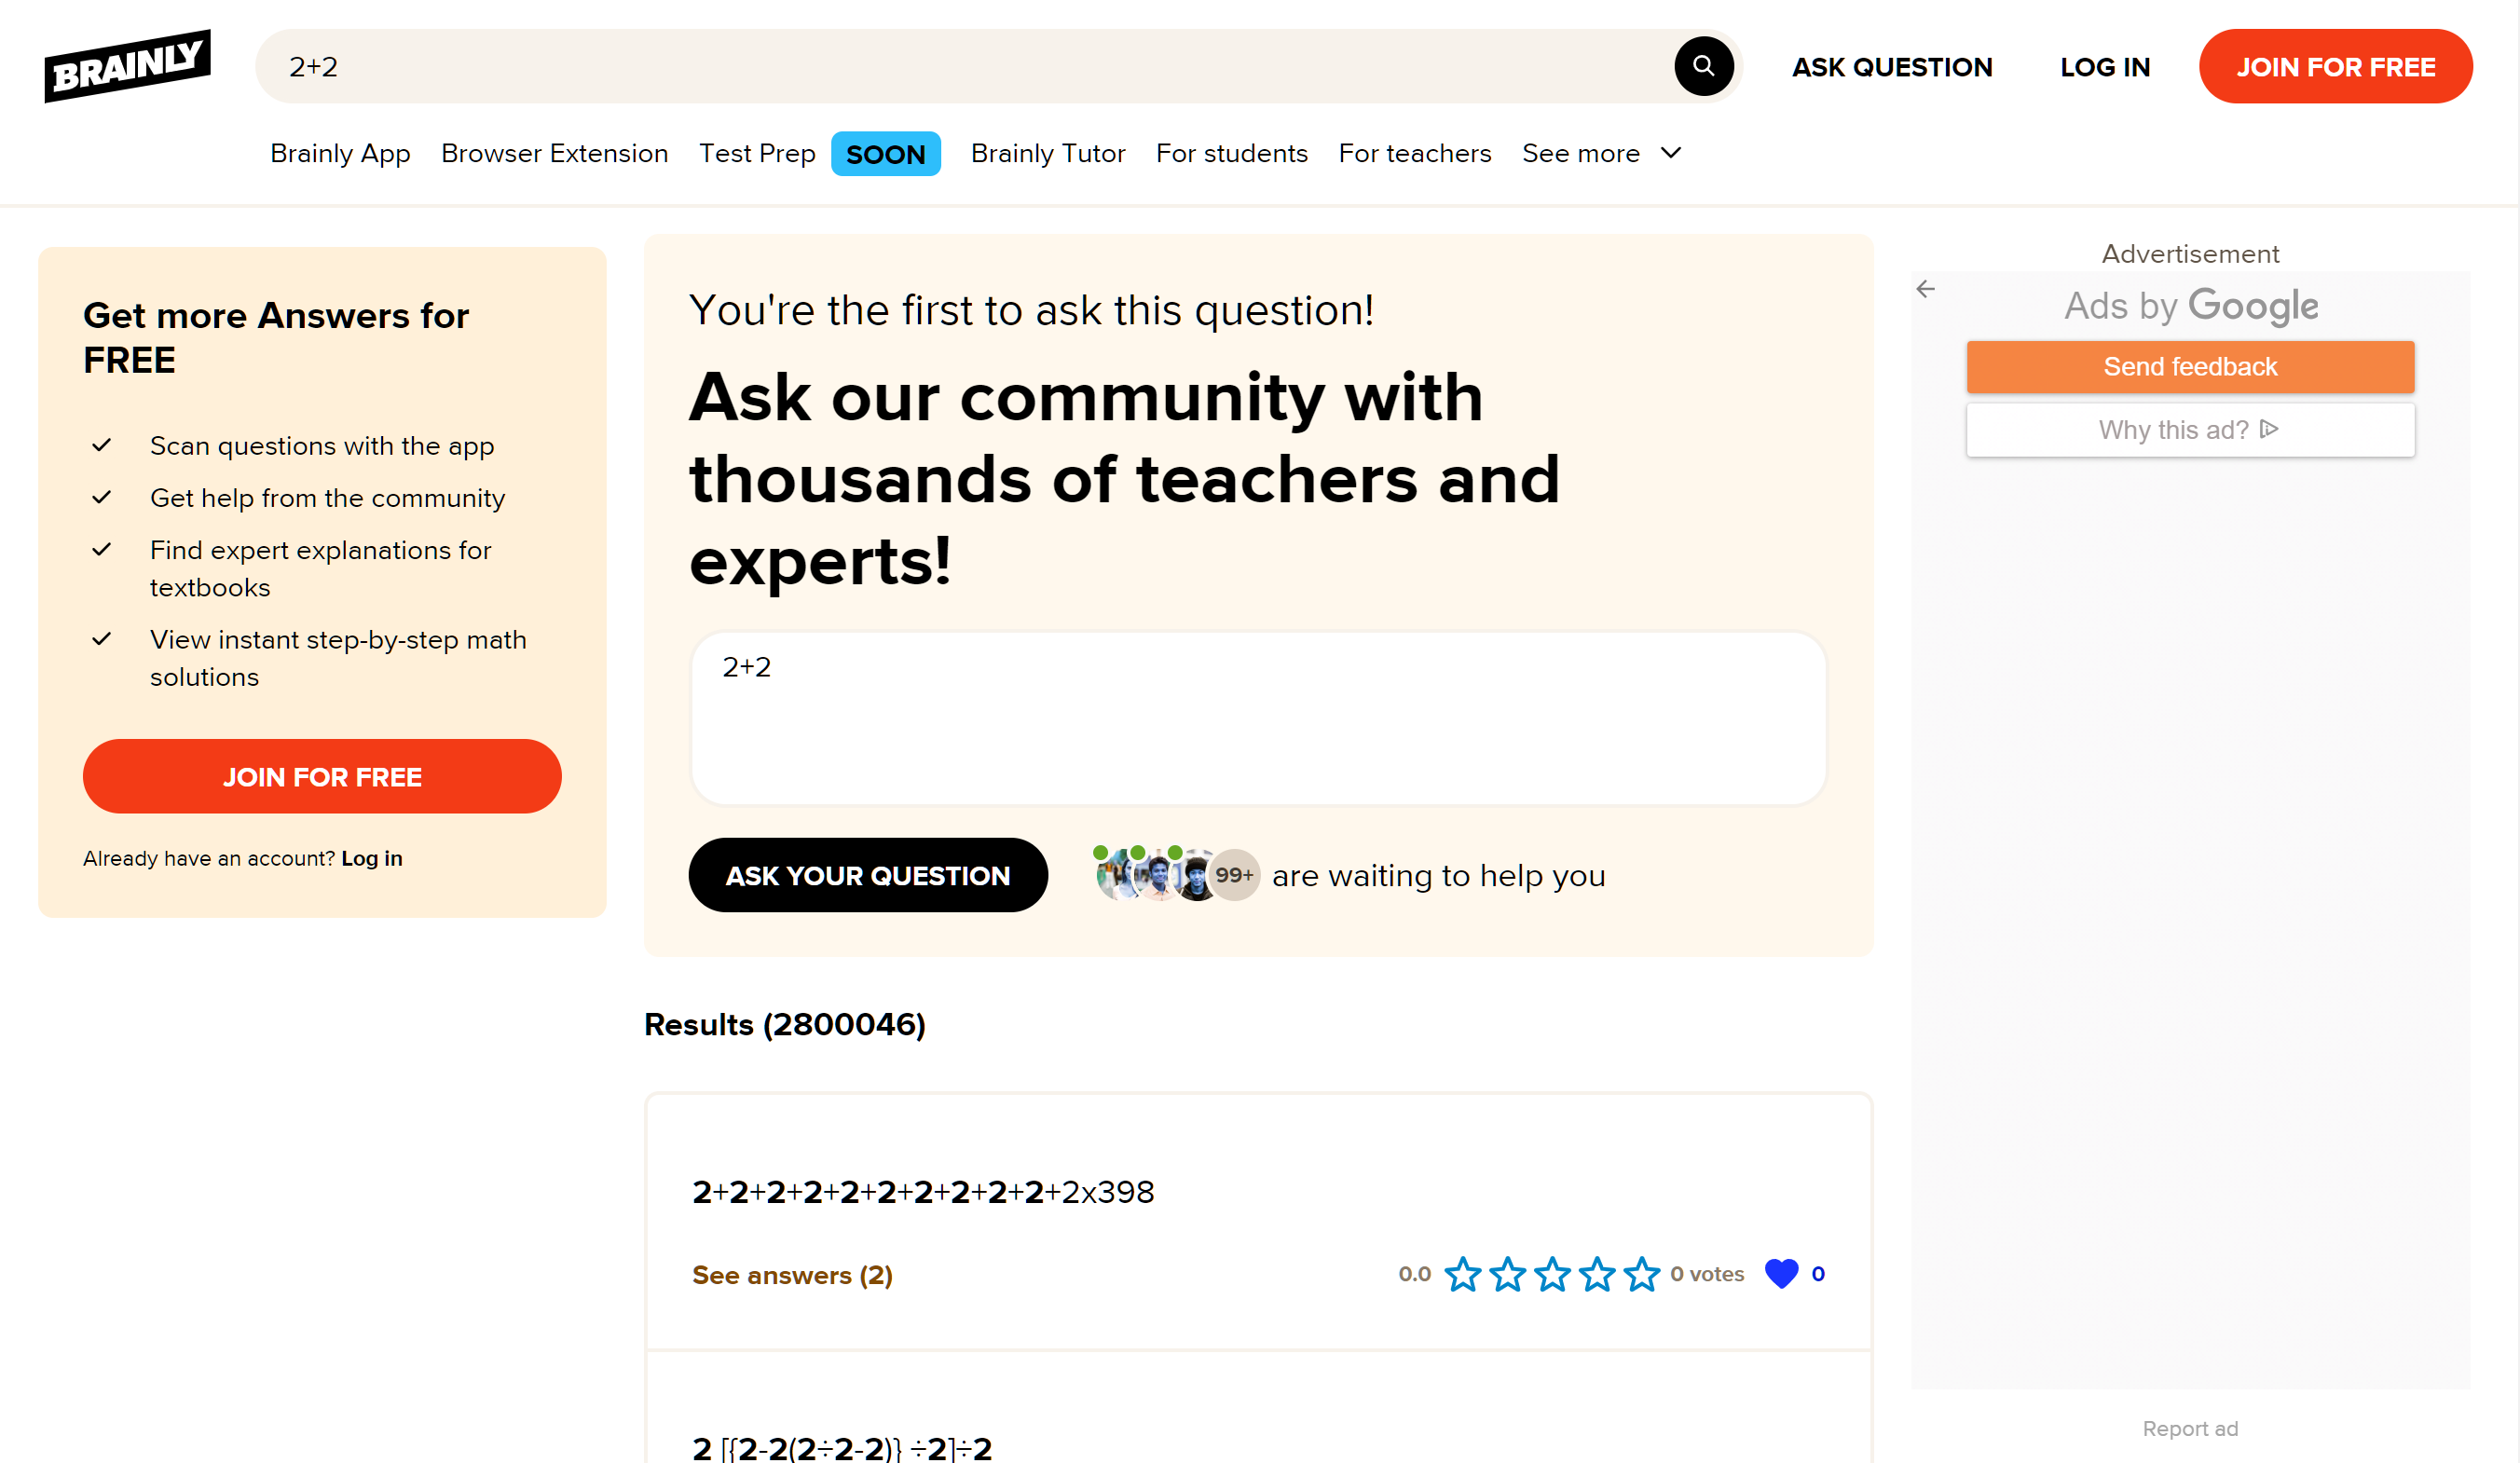 BRAINLY
2+2
ASK QUESTION
LOG IN
JOIN FOR FREE
Brainly App
Browser Extension
Test Prep
SOON
Brainly Tutor
For students
For teachers
See more
Get more Answers for
FREE
Scan questions with the app
Get help from the community
Find expert explanations for
textbooks
View instant step-by-step math
solutions
JOIN FOR FREE
Already have an account? Log in
You're the first to ask this question!
Ask our community with
thousands of teachers and
experts!
2+2
ASK YOUR QUESTION
99+
are waiting to help you
Results (2800046)
2+2+2+2+2+2+2+2+2+2+2x398
See answers (2)
0.0
0 votes
0
2 [{2-2(2÷2-2)} ÷2]÷2
Advertisement
Ads by Google
Send feedback
Why this ad?
Report ad